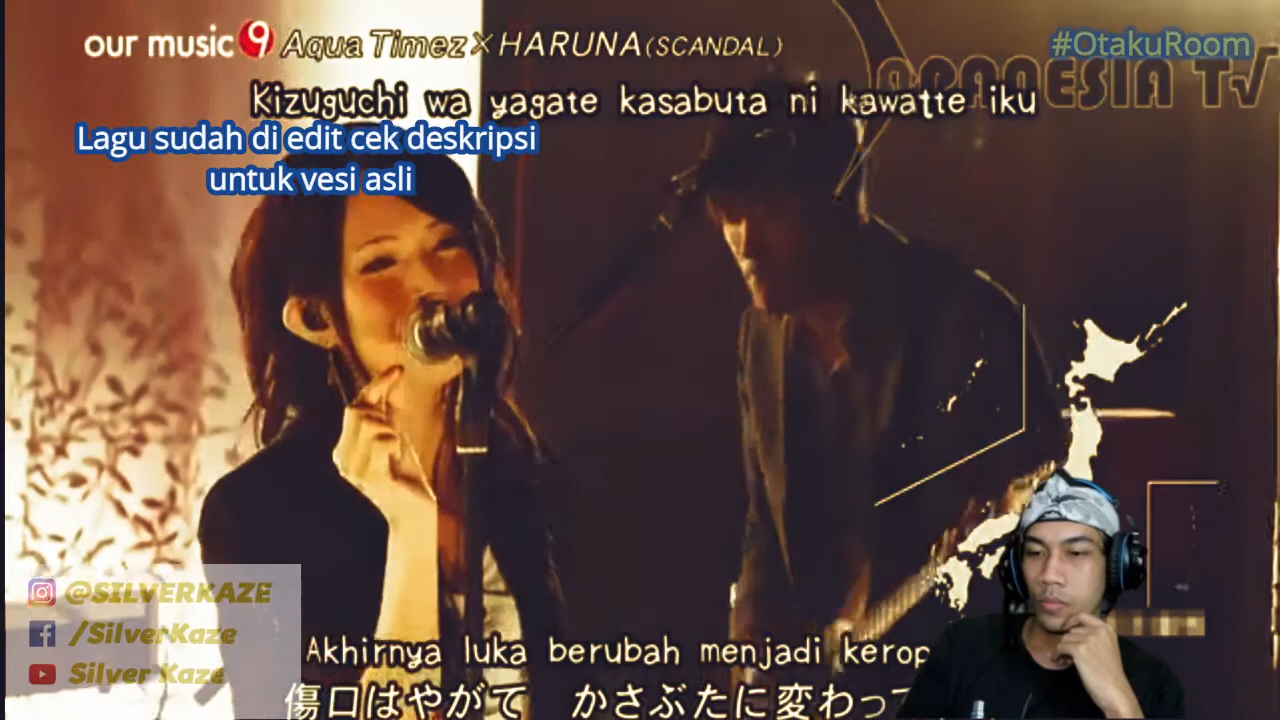 our music 9 Aqua Timez×HARUNA(SCANDAL)
#OtakuRoom
Kizuguchi wa yagate kasabuta ni kawatte iku
Lagu sudah di edit cek deskripsi
untuk vesi asli
@SILVERKAZE
/SilverKaze
Silver Kaze
Akhirnya luka berubah menjadi kerop
傷口はやがて かさぶたに変わっ